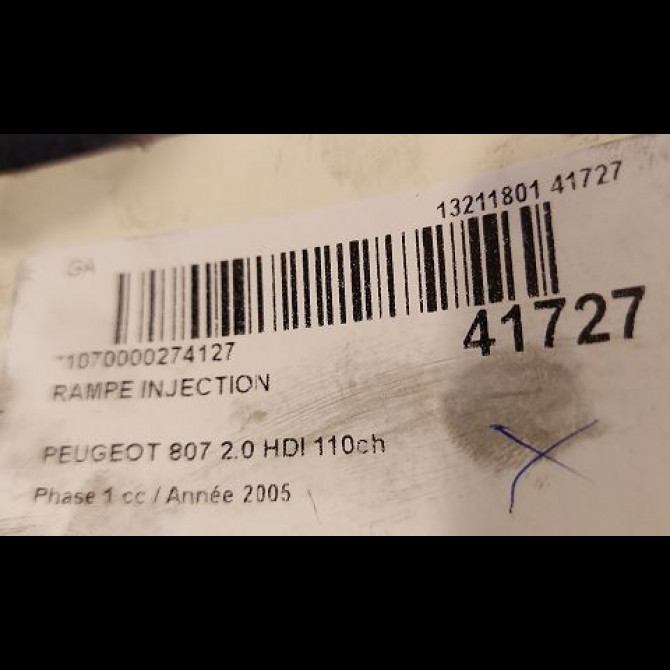 13211801 41727
GA
41727
*1070000274127
RAMPE INJECTION
PEUGEOT 807 2.0 HDI 110ch
Phase 1 cc / Année 2005